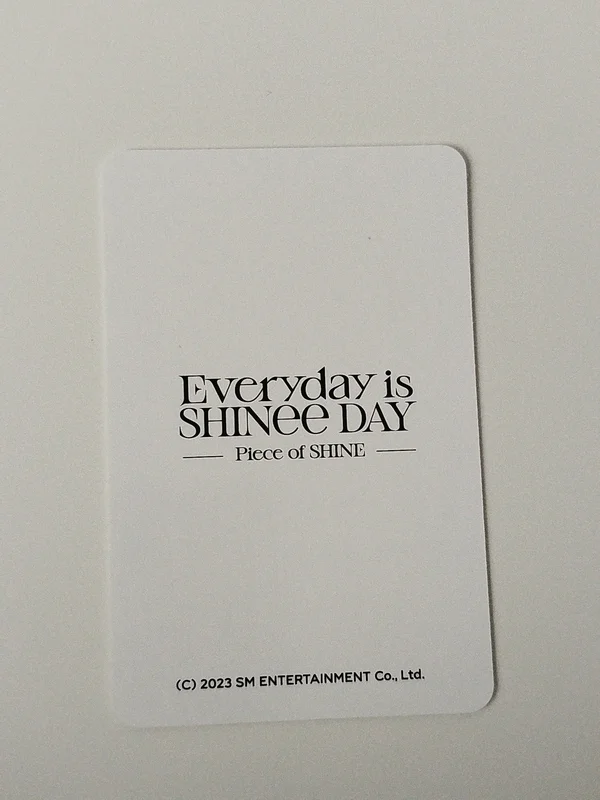 Everyday is
SHINee DAY
Piece of SHINE
(C) 2023 SM ENTERTAINMENT Co., Ltd.